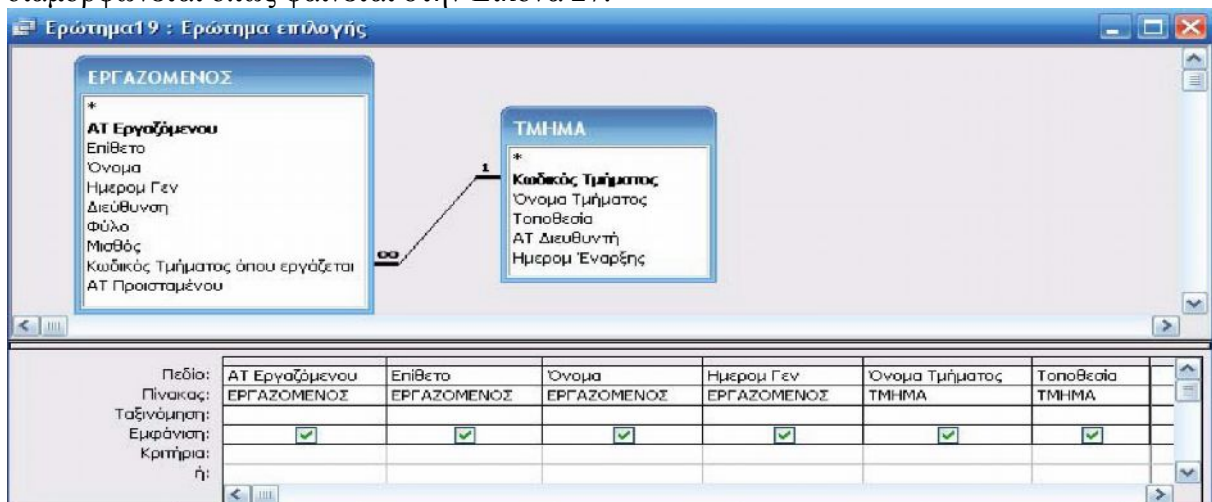 διαμορφώνεται όπως φαίνεται στην Εικόνα 27.
Ερώτημα19 : Ερώτημα επιλογής
ΕΡΓΑΖΟΜΕΝΟΣ
*
ΑΤ Εργαζόμενου
Επίθετο
Όνομα
Ημερομ Γεν
Διεύθυνση
Φύλο
Μισθός
Κωδικός Τμήματος όπου εργάζεται
ΑΤ Προισταμένου
∞
1
ΤΜΗΜΑ
*
Κωδικός Τμήματος
Όνομα Τμήματος
Τοποθεσία
ΑΤ Διευθυντή
Ημερομ Έναρξης
Πεδίο: ΑΤ Εργαζόμενου Επίθετο Όνομα Ημερομ Γεν Όνομα Τμήματος Τοποθεσία
Πίνακας: ΕΡΓΑΖΟΜΕΝΟΣ ΕΡΓΑΖΟΜΕΝΟΣ ΕΡΓΑΖΟΜΕΝΟΣ ΕΡΓΑΖΟΜΕΝΟΣ ΤΜΗΜΑ ΤΜΗΜΑ
Ταξινόμηση:
Εμφάνιση:
Κριτήρια:
ή: